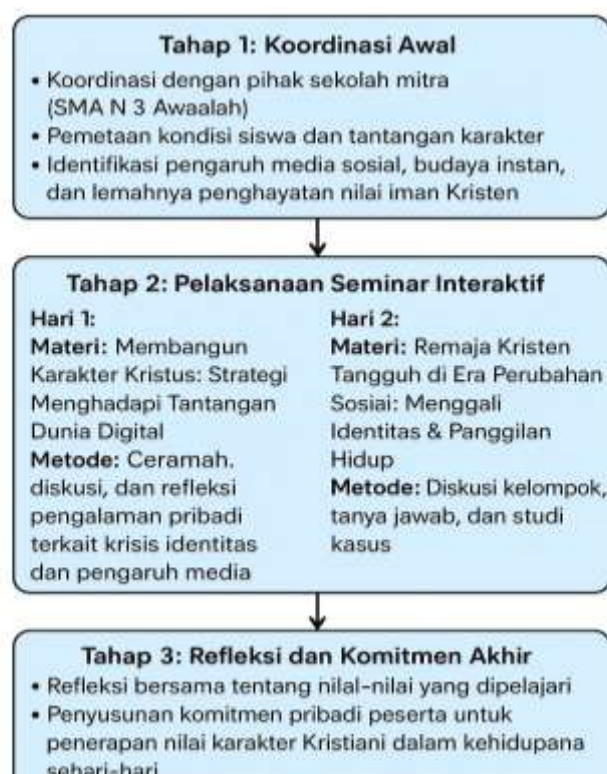 Tahap 1: Koordinasi Awal
• Koordinasi dengan pihak sekolah mitra
(SMA N 3 Awaalah)
• Pemetaan kondisi siswa dan tantangan karakter
• Identifikasi pengaruh media sosial, budaya instan,
dan lemahnya penghayatan nilai iman Kristen
Tahap 2: Pelaksanaan Seminar Interaktif
Hari 1:
Materi: Membangun
Karakter Kristus: Strategi
Menghadapi Tantangan
Dunia Digital
Metode: Ceramah.
diskusi, dan refleksi
pengalaman pribadi
terkait krisis identitas
dan pengaruh media
Hari 2:
Materi: Remaja Kristen
Tangguh di Era Perubahan
Sosiai: Menggali
Identitas & Panggilan
Hidup
Metode: Diskusi kelompok,
tanya jawab, dan studi
kasus
Tahap 3: Refleksi dan Komitmen Akhir
• Refleksi bersama tentang nilal-nilai yang dipelajari
• Penyusunan komitmen pribadi peserta untuk
penerapan nilai karakter Kristiani dalam kehidupana
sehari-hari